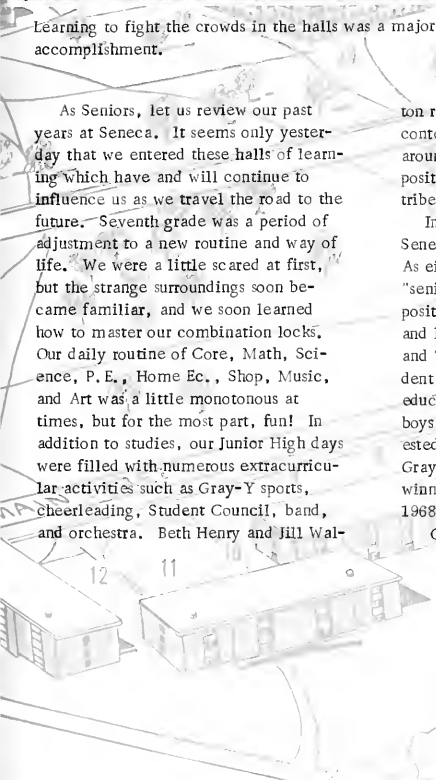 Learning to fight the crowds in the halls was a major
accomplishment.
As Seniors, let us review our past
years at Seneca. It seems only yester-
day that we entered these halls of learn-
ing which have and will continue to
influence us as we travel the road to the
future. Seventh grade was a period of
adjustment to a new routine and way of
life. We were a little scared at first,
but the strange surroundings soon be-
came familiar, and we soon learned
how to master our combination locks.
Our daily routine of Core, Math, Sci-
ence, P.E., Home Ec., Shop, Music,
and Art was a little monotonous at
times, but for the most part, fun! In
addition to studies, our Junior High days
were filled with numerous extracurricu-
lar activities such as Gray-Y sports,
cheerleading, Student Council, band,
and orchestra. Beth Henry and Jill Wal-
ton r
conte
arour
posit
tribe
In
Sene
As ei
"seni
posit
and
and
dent
educ
boys
ested
Gray
winn
1968
12
11